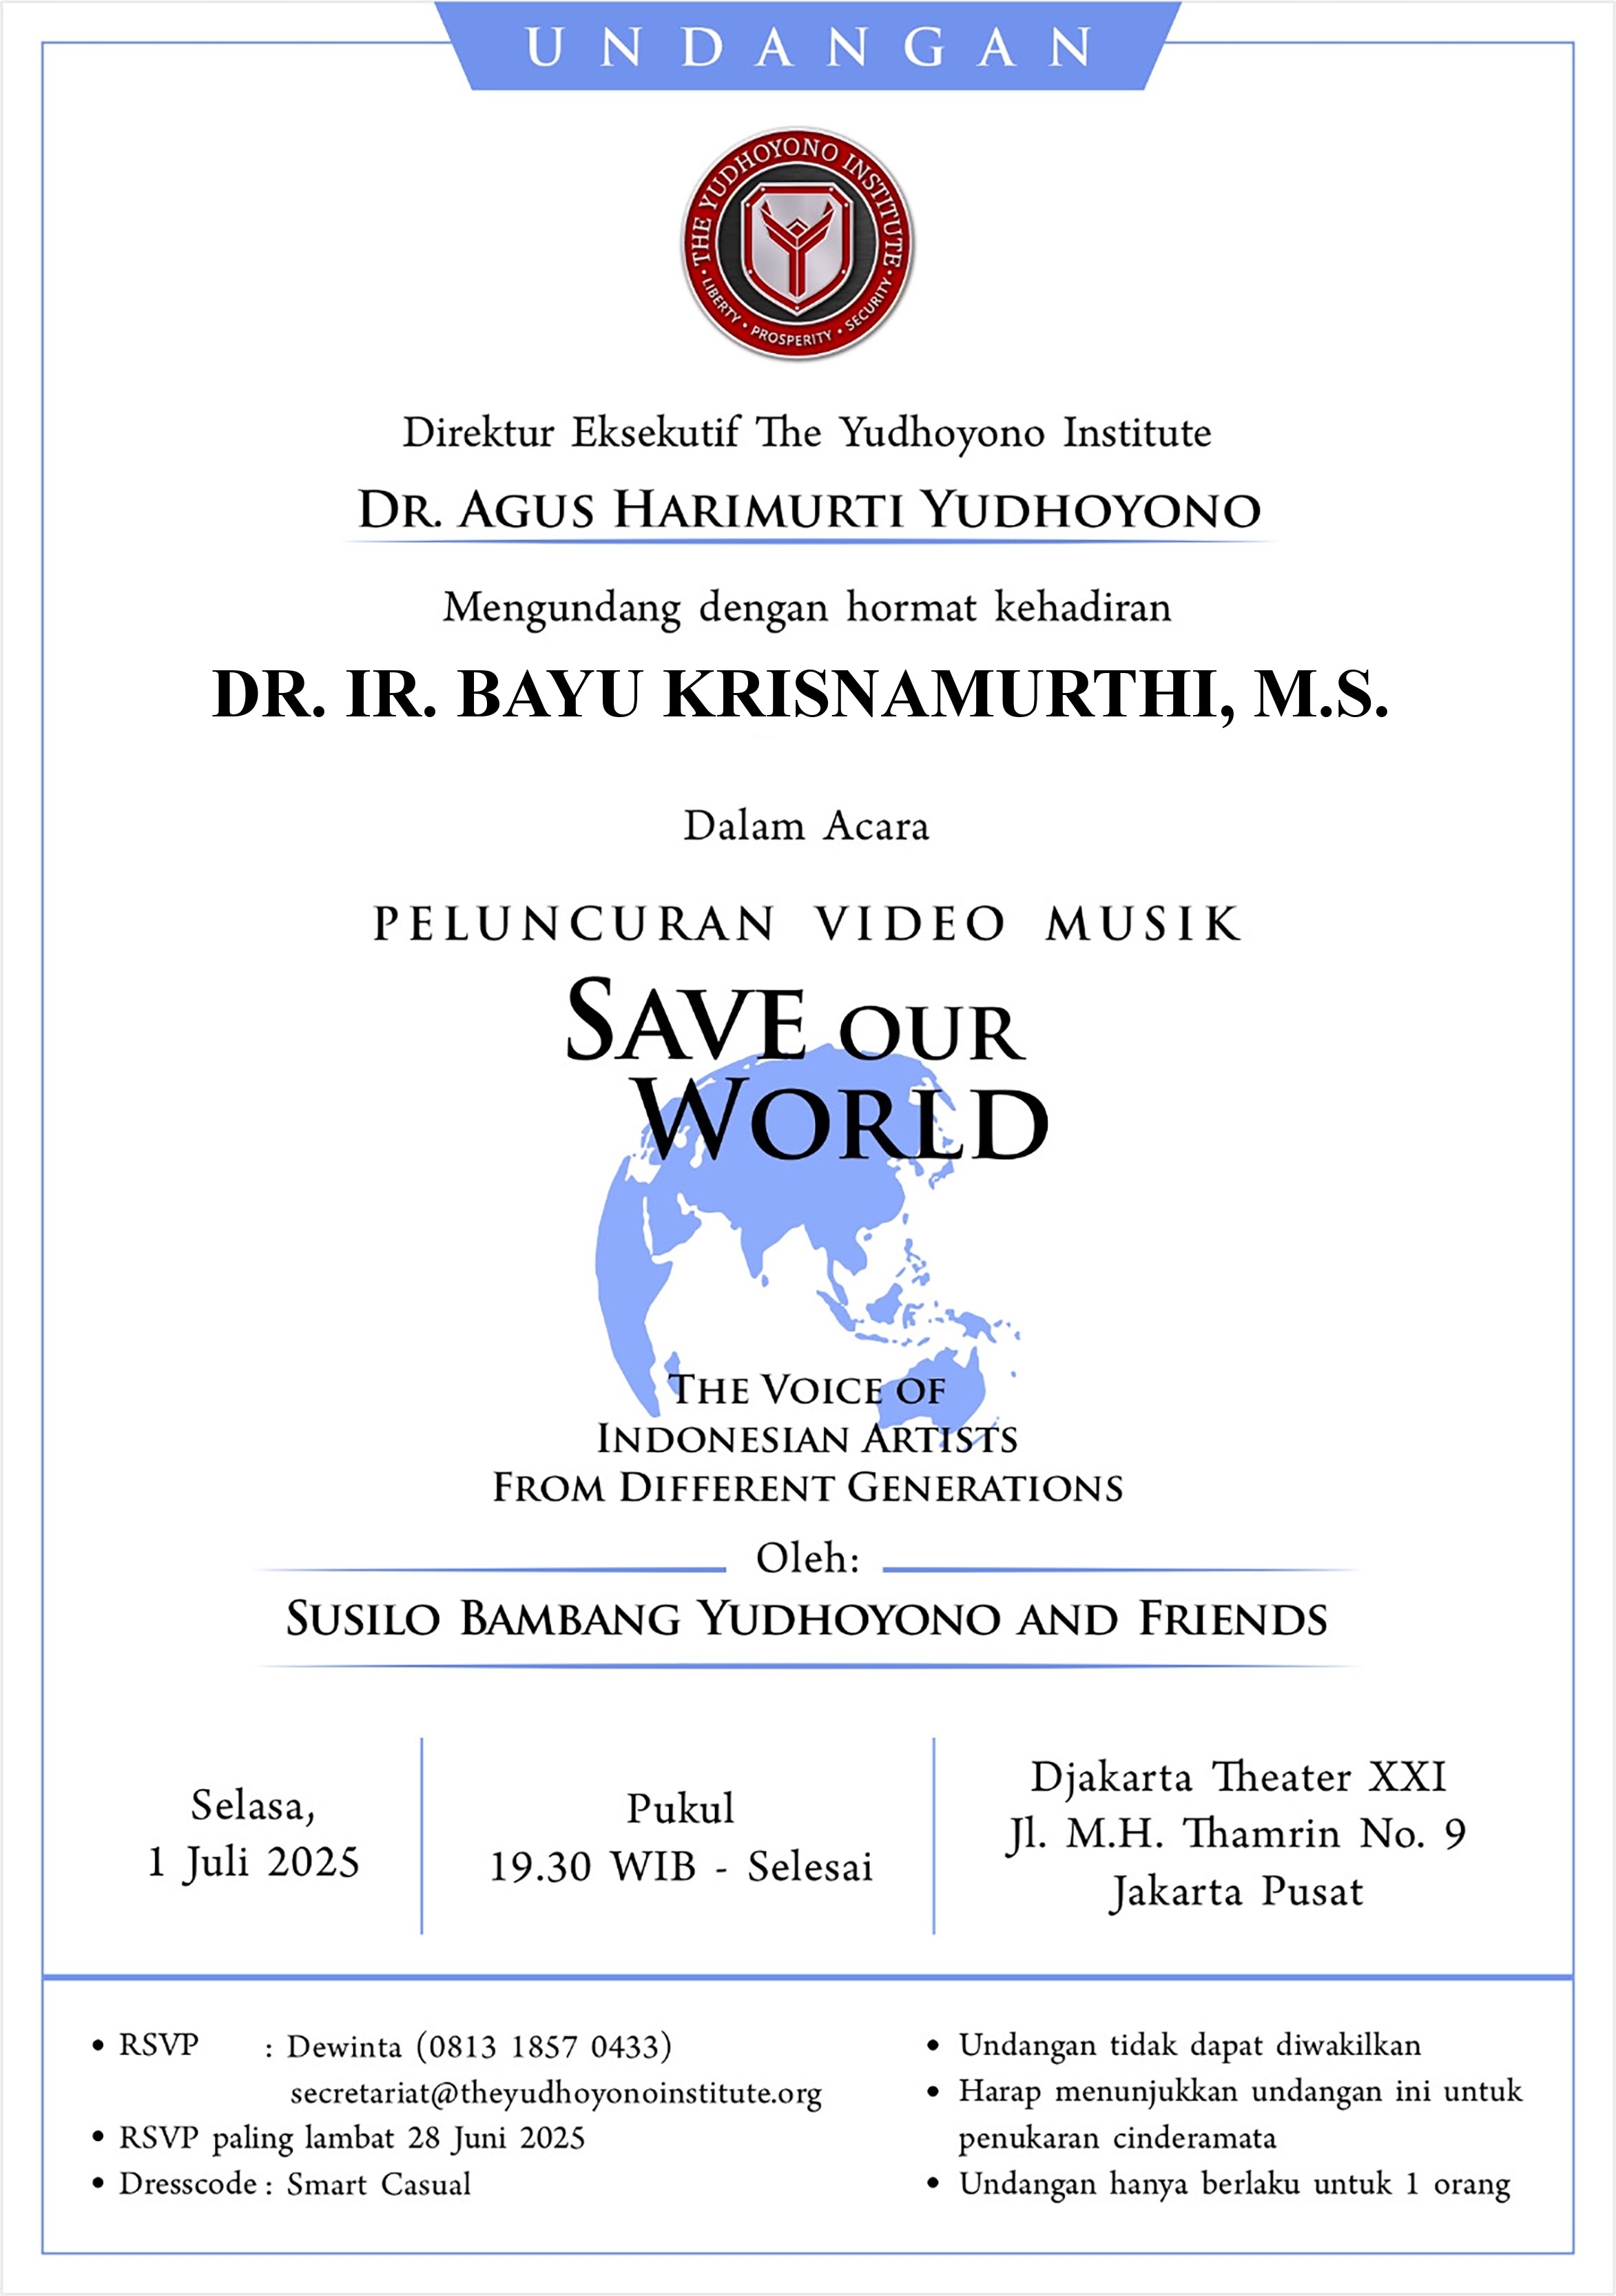 UNDANGAN
THE YUDHOYONO INSTITUTE
LIBERTY • PROSPERITY • SECURITY
Direktur Eksekutif The Yudhoyono Institute
DR. AGUS HARIMURTI YUDHOYONO
Mengundang dengan hormat kehadiran
DR. IR. BAYU KRISNAMURTHI, M.S.
Dalam Acara
PELUNCURAN VIDEO MUSIK
SAVE OUR
WORLD
THE VOICE OF
INDONESIAN ARTISTS
FROM DIFFERENT GENERATIONS
Oleh:
SUSILO BAMBANG YUDHOYONO AND FRIENDS
Selasa,
1 Juli 2025
Pukul
19.30 WIB - Selesai
Djakarta Theater XXI
Jl. M.H. Thamrin No. 9
Jakarta Pusat
• RSVP : Dewinta (0813 1857 0433)
secretariat@theyudhoyonoinstitute.org
• RSVP paling lambat 28 Juni 2025
• Dresscode : Smart Casual
• Undangan tidak dapat diwakilkan
• Harap menunjukkan undangan ini untuk
penukaran cinderamata
• Undangan hanya berlaku untuk 1 orang